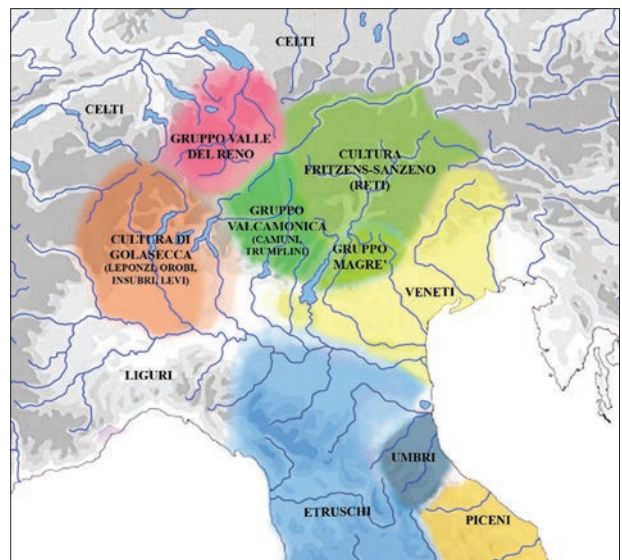 CELTI
CELTI
GRUPPO VALLE
DEL RENO
CULTURA
FRITZENS-SANZENO
(RETI)
GRUPPO
VALCAMONICA
(CAMUNI,
TRUMPLINI)
CULTURA DI
GOLASECCA
(LEPONZI, OROBI,
INSUBRI, LEVI)
GRUPPO
MAGRE'
VENETI
LIGURI
UMBRI
ETRUSCHI
PICENI